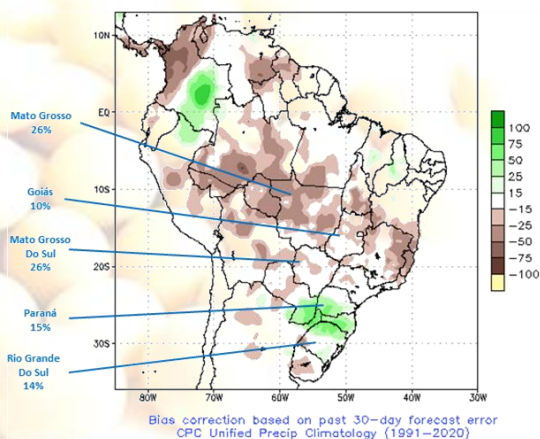 10N
EQ
10S
20S
30S
80W
70W
60W
50W
40W
30W
Mato Grosso
26%
Goiás
10%
Mato Grosso
Do Sul
26%
Paraná
15%
Rio Grande
Do Sul
14%
100
75
50
25
15
-15
-25
-50
-75
-100
Bias correction based on past 30-day forecast error
CPC Unified Precip Climatology (1991-2020)